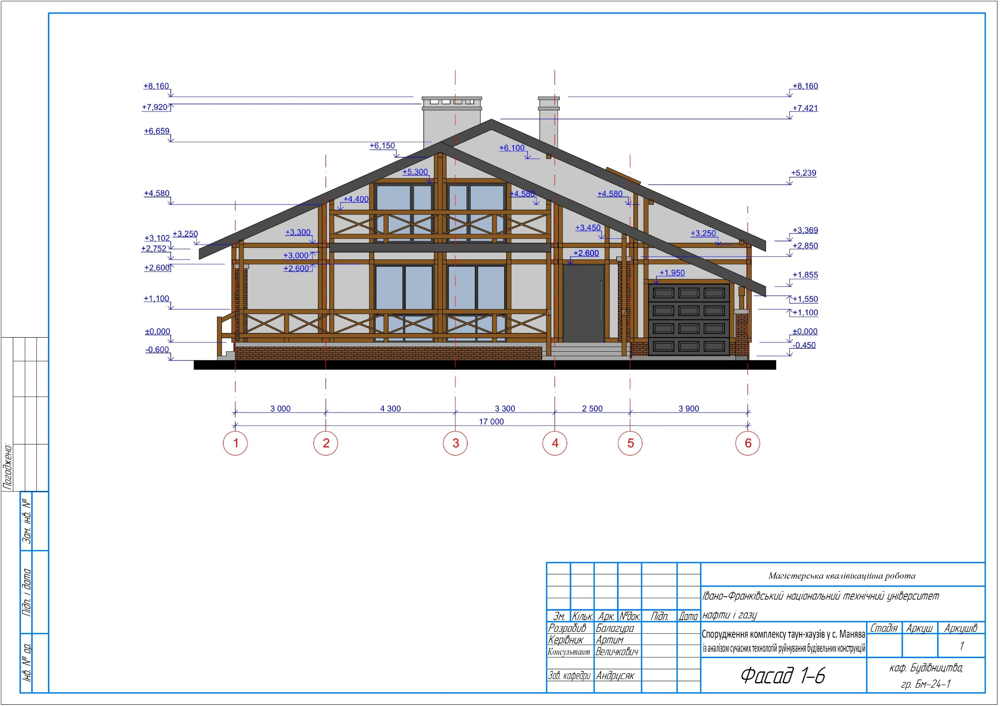 +8,160
+8,160
+7,920
+7,421
+6,659
+6,150
+6,100
+5,300
+5,239
+4,580
+4,400
+4,580
+4,580
+3,250
+3,102
+3,300
+3,450
+3,250
+3,369
+2,752
+3,000
+2,600
+2,850
+2,600
+2,600
+1,950
+1,855
+1,100
+1,550
+1,100
±0,000
±0,000
-0,600
-0,450
3 000
4 300
3 300
2 500
3 900
17 000
1
2
3
4
5
6
Погоджено:
Зам. інв. №
Підп. і дата
Інв. № ор.
Магістерська квалівікаційна робота
Івано-Франківський національний технічний університет
нафти і газу
Зм. Кільк. Арк. №док. Підп. Дата
Розробив Балагура
Керівник Артим
Консультант Величкович
Зав. кафедри Андрусяк
Спорудження комплексу таун-хаузів у с. Манява
із аналізом сучасних технологій руйнування будівельних конструкцій
Стадія Аркуш Аркушів
1
Фасад 1-6
каф. Будівництва,
гр. Бм-24-1